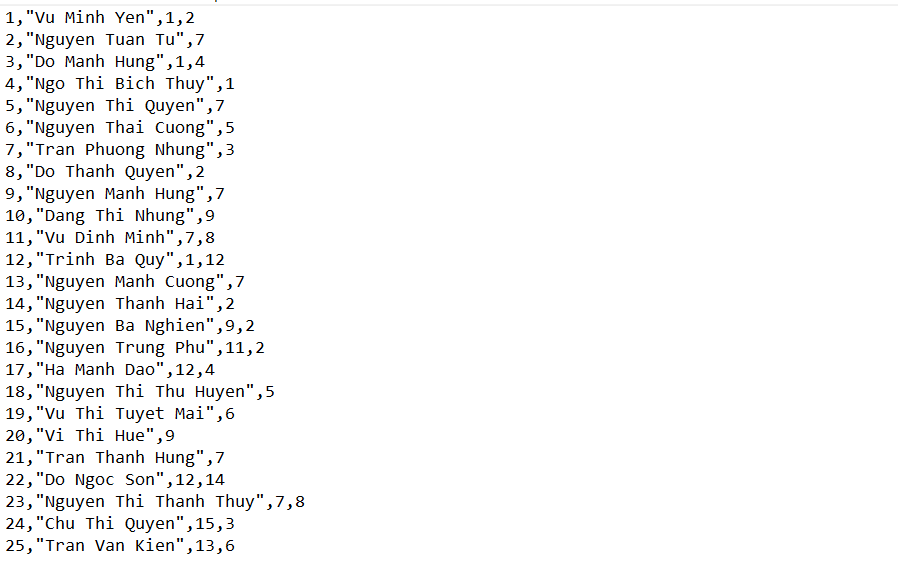 1,"Vu Minh Yen",1,2
2,"Nguyen Tuan Tu",7
3,"Do Manh Hung",1,4
4,"Ngo Thi Bich Thuy",1
5,"Nguyen Thi Quyen",7
6,"Nguyen Thai Cuong",5
7,"Tran Phuong Nhung",3
8,"Do Thanh Quyen",2
9,"Nguyen Manh Hung",7
10,"Dang Thi Nhung",9
11,"Vu Dinh Minh",7,8
12,"Trinh Ba Quy",1,12
13,"Nguyen Manh Cuong",7
14,"Nguyen Thanh Hai",2
15,"Nguyen Ba Nghien",9,2
16,"Nguyen Trung Phu",11,2
17,"Ha Manh Dao",12,4
18,"Nguyen Thi Thu Huyen",5
19,"Vu Thi Tuyet Mai",6
20,"Vi Thi Hue",9
21,"Tran Thanh Hung",7
22,"Do Ngoc Son",12,14
23,"Nguyen Thi Thanh Thuy",7,8
24,"Chu Thi Quyen",15,3
25,"Tran Van Kien",13,6